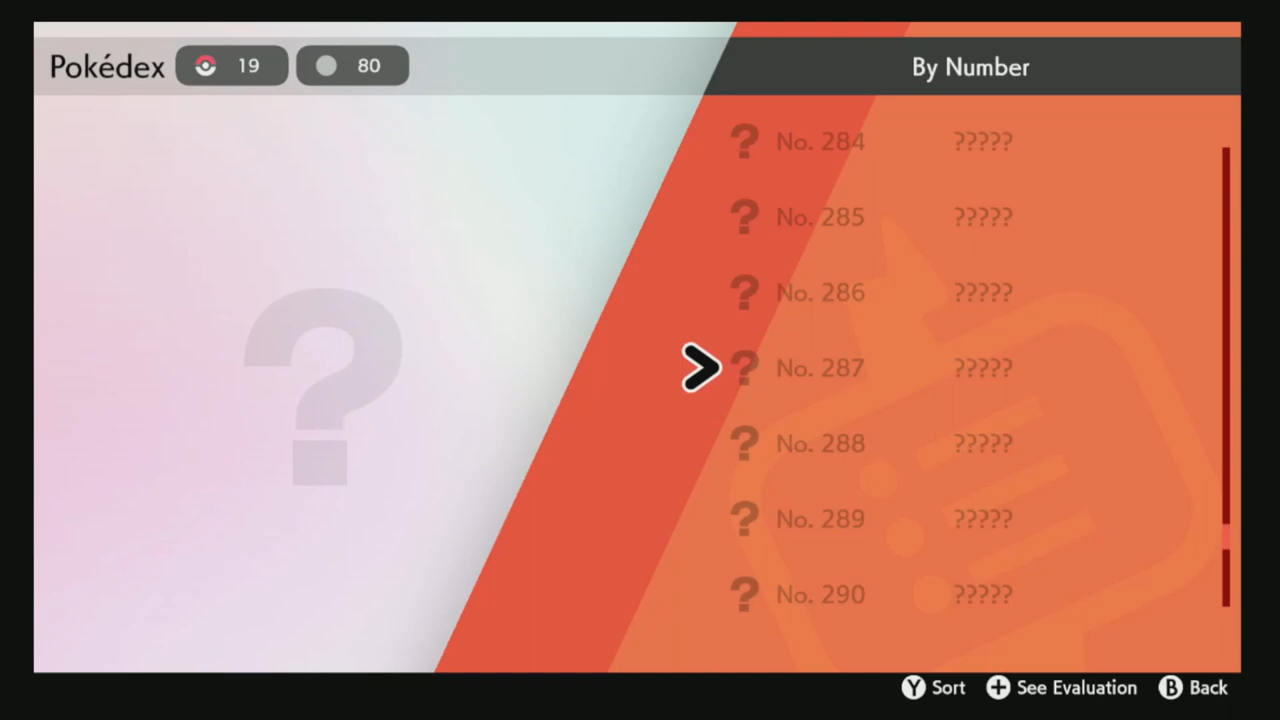 Pokédex 19 80 By Number
? No. 284 ?????
? No. 285 ?????
? No. 286 ?????
? No. 287 ?????
? No. 288 ?????
? No. 289 ?????
? No. 290 ?????
?
Y Sort + See Evaluation B Back